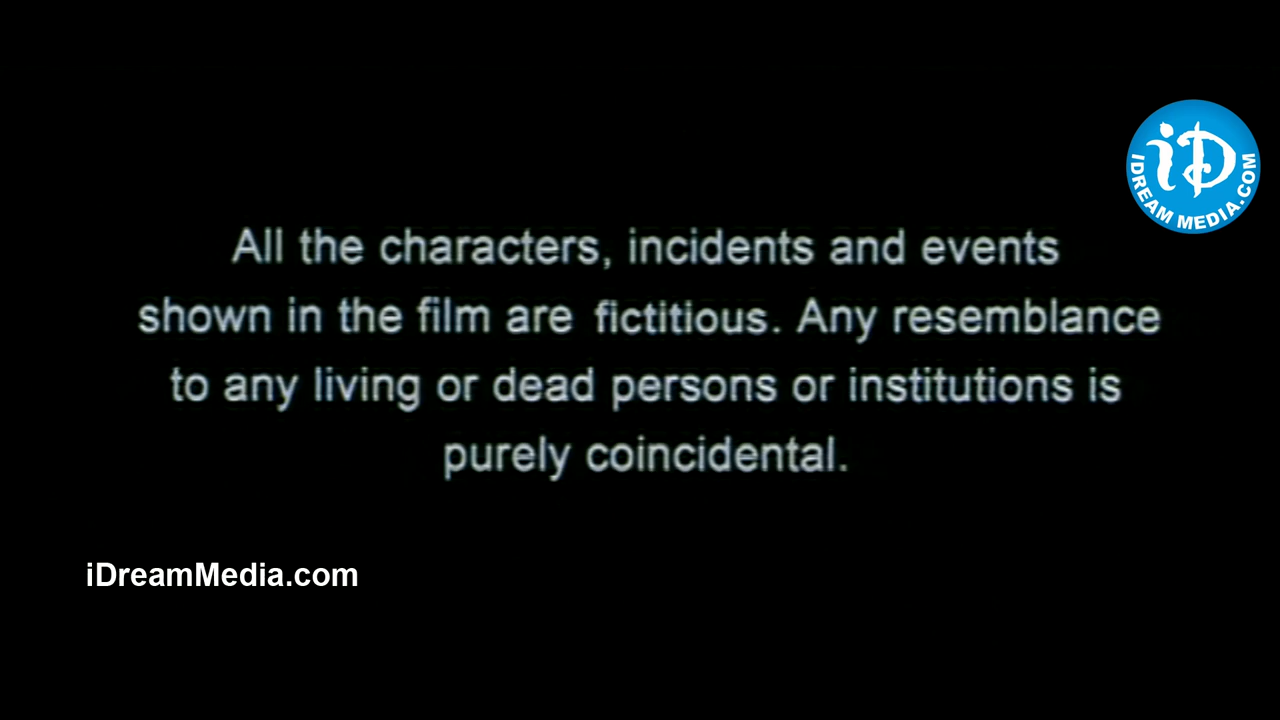 iD
IDREAM MEDIA.COM
All the characters, incidents and events
shown in the film are fictitious. Any resemblance
to any living or dead persons or institutions is
purely coincidental.
iDreamMedia.com